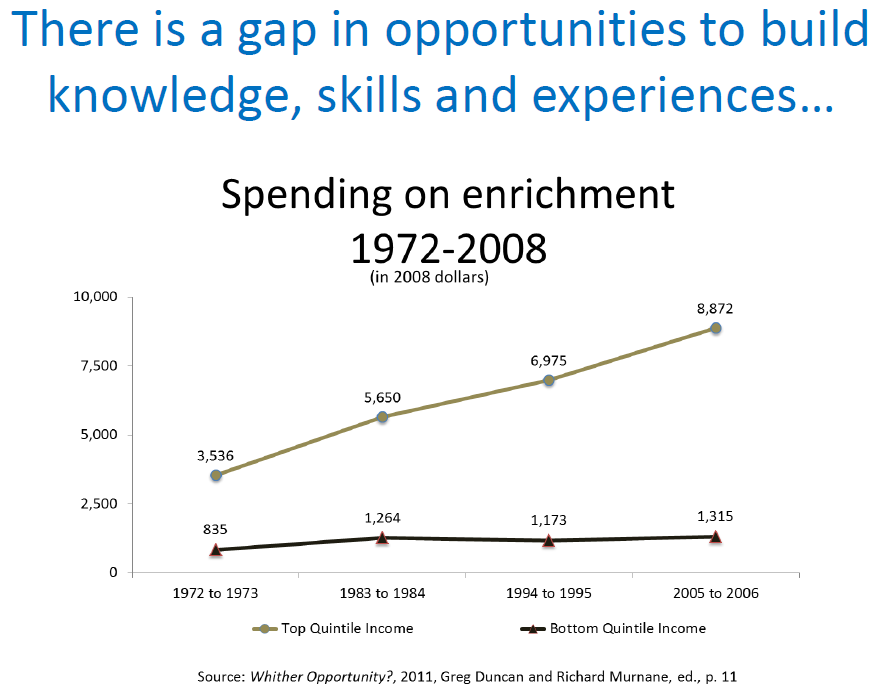 There is a gap in opportunities to build
knowledge, skills and experiences...
Spending on enrichment
1972-2008
(in 2008 dollars)
10,000
7,500
5,000
2,500
0
3,536
5,650
6,975
8,872
835
1,264
1,173
1,315
1972 to 1973
1983 to 1984
1994 to 1995
2005 to 2006
Top Quintile Income
Bottom Quintile Income
Source: Whither Opportunity?, 2011, Greg Duncan and Richard Murnane, ed., p. 11